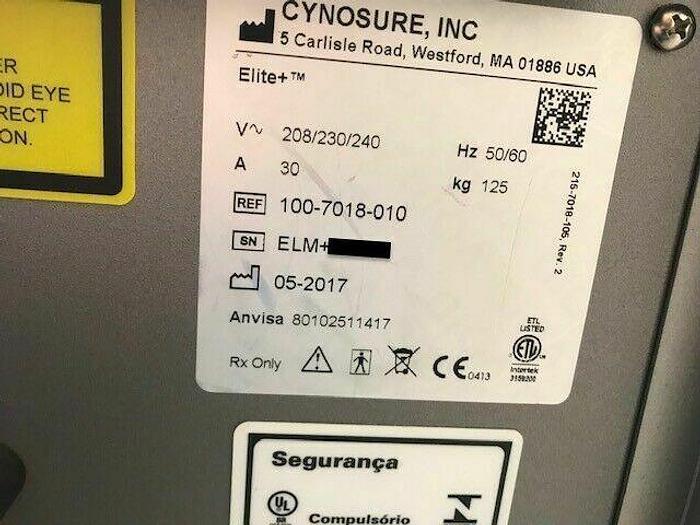 ER
OID EYE
RECT
ON.
CYNOSURE, INC
5 Carlisle Road, Westford, MA 01886 USA
Elite+™
V~ 208/230/240
Hz 50/60
A 30
kg 125
REF 100-7018-010
SN ELM+
05-2017
Anvisa 80102511417
Rx Only
CE 0413
ETL
LISTED
ETL
Intertek
3159200
215-7018-105, Rev. 2
Segurança
UL
BR
Compulsório